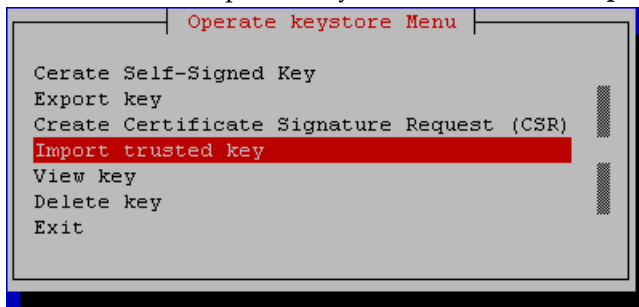 Operate keystore Menu
Cerate Self-Signed Key
Export key
Create Certificate Signature Request (CSR)
Import trusted key
View key
Delete key
Exit